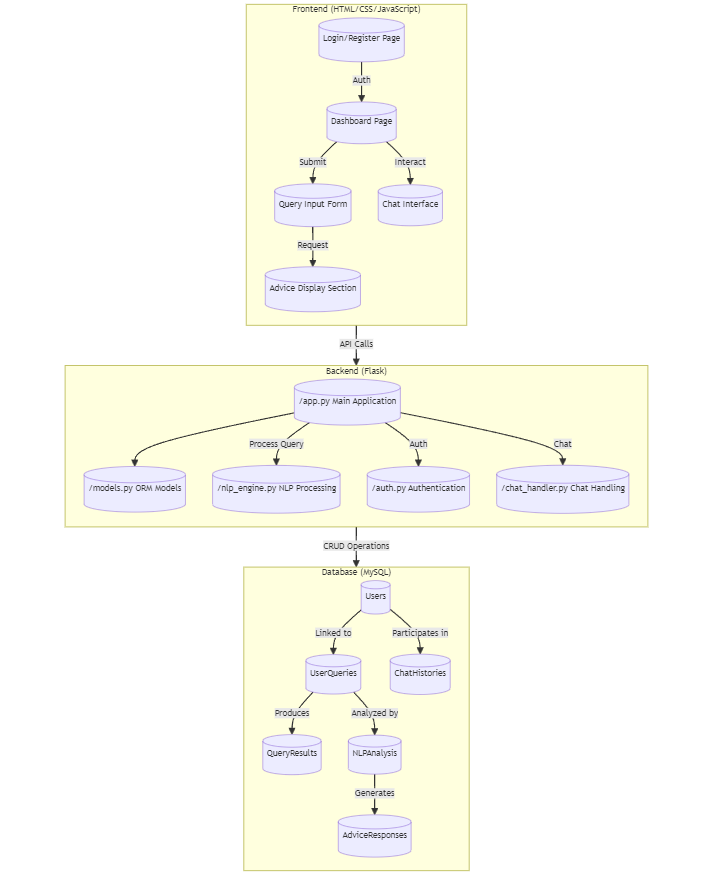 Frontend (HTML/CSS/JavaScript)
Login/Register Page
Auth
Dashboard Page
Submit
Interact
Query Input Form
Chat Interface
Request
Advice Display Section
API Calls
Backend (Flask)
/app.py Main Application
Process Query
Auth
Chat
/models.py ORM Models
/nlp_engine.py NLP Processing
/auth.py Authentication
/chat_handler.py Chat Handling
CRUD Operations
Database (MySQL)
Users
Linked to
Participates in
UserQueries
ChatHistories
Produces
Analyzed by
QueryResults
NLPAnalysis
Generates
AdviceResponses